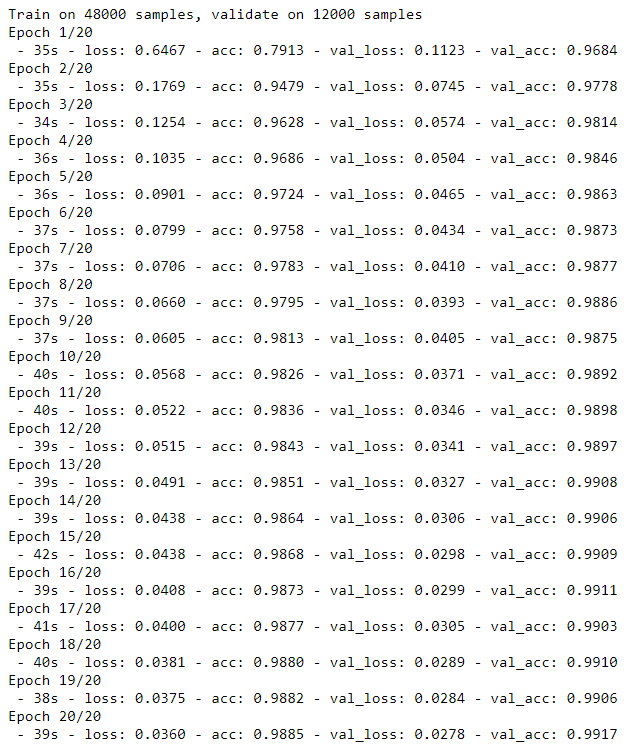 Train on 48000 samples, validate on 12000 samples
Epoch 1/20
 - 35s - loss: 0.6467 - acc: 0.7913 - val_loss: 0.1123 - val_acc: 0.9684
Epoch 2/20
 - 35s - loss: 0.1769 - acc: 0.9479 - val_loss: 0.0745 - val_acc: 0.9778
Epoch 3/20
 - 34s - loss: 0.1254 - acc: 0.9628 - val_loss: 0.0574 - val_acc: 0.9814
Epoch 4/20
 - 36s - loss: 0.1035 - acc: 0.9686 - val_loss: 0.0504 - val_acc: 0.9846
Epoch 5/20
 - 36s - loss: 0.0901 - acc: 0.9724 - val_loss: 0.0465 - val_acc: 0.9863
Epoch 6/20
 - 37s - loss: 0.0799 - acc: 0.9758 - val_loss: 0.0434 - val_acc: 0.9873
Epoch 7/20
 - 37s - loss: 0.0706 - acc: 0.9783 - val_loss: 0.0410 - val_acc: 0.9877
Epoch 8/20
 - 37s - loss: 0.0660 - acc: 0.9795 - val_loss: 0.0393 - val_acc: 0.9886
Epoch 9/20
 - 37s - loss: 0.0605 - acc: 0.9813 - val_loss: 0.0405 - val_acc: 0.9875
Epoch 10/20
 - 40s - loss: 0.0568 - acc: 0.9826 - val_loss: 0.0371 - val_acc: 0.9892
Epoch 11/20
 - 40s - loss: 0.0522 - acc: 0.9836 - val_loss: 0.0346 - val_acc: 0.9898
Epoch 12/20
 - 39s - loss: 0.0515 - acc: 0.9843 - val_loss: 0.0341 - val_acc: 0.9897
Epoch 13/20
 - 39s - loss: 0.0491 - acc: 0.9851 - val_loss: 0.0327 - val_acc: 0.9908
Epoch 14/20
 - 39s - loss: 0.0438 - acc: 0.9864 - val_loss: 0.0306 - val_acc: 0.9906
Epoch 15/20
 - 42s - loss: 0.0438 - acc: 0.9868 - val_loss: 0.0298 - val_acc: 0.9909
Epoch 16/20
 - 39s - loss: 0.0408 - acc: 0.9873 - val_loss: 0.0299 - val_acc: 0.9911
Epoch 17/20
 - 41s - loss: 0.0400 - acc: 0.9877 - val_loss: 0.0305 - val_acc: 0.9903
Epoch 18/20
 - 40s - loss: 0.0381 - acc: 0.9880 - val_loss: 0.0289 - val_acc: 0.9910
Epoch 19/20
 - 38s - loss: 0.0375 - acc: 0.9882 - val_loss: 0.0284 - val_acc: 0.9906
Epoch 20/20
 - 39s - loss: 0.0360 - acc: 0.9885 - val_loss: 0.0278 - val_acc: 0.9917